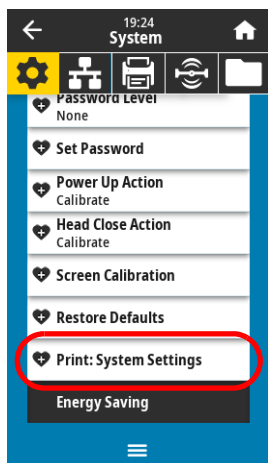 19:24
System
Password Level
None
Set Password
Power Up Action
Calibrate
Head Close Action
Calibrate
Screen Calibration
Restore Defaults
Print: System Settings
Energy Saving